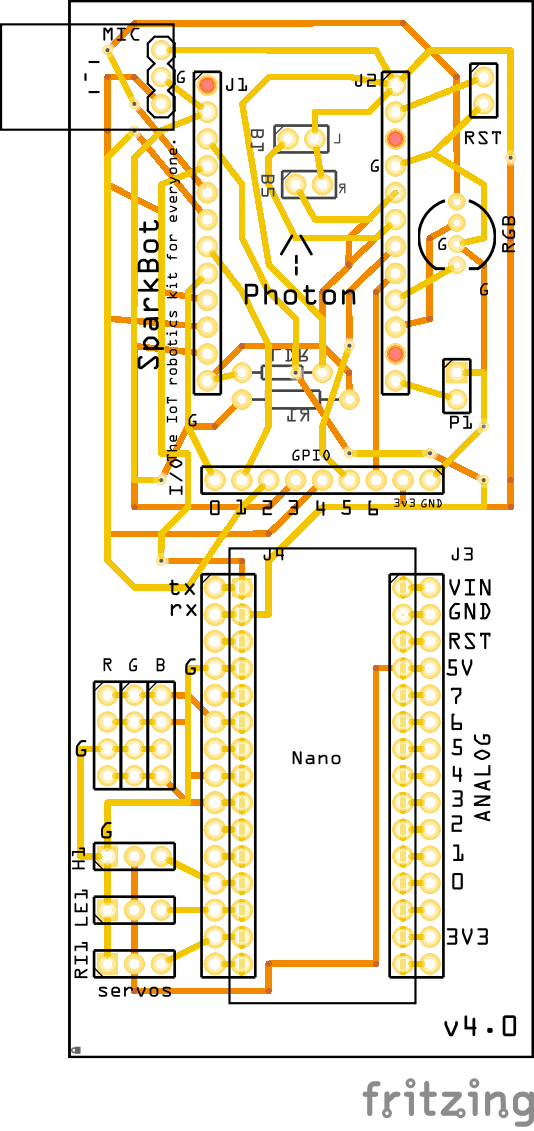 MIC
G
J1
J2
RST
B1
L
B5
R
G
SparkBot
The IoT robotics kit for everyone.
Photon
RGB
G
G
LDR
R1
G
P1
GPIO
I/O
0 1 2 3 4 5 6 3v3 GND
J4
J3
tx
rx
VIN
GND
RST
5V
7
6
5
4
3
2
1
0
3V3
ANALOG
R G B
G
G
Nano
G
H1
LE1
RI1
servos
v4.0
fritzing